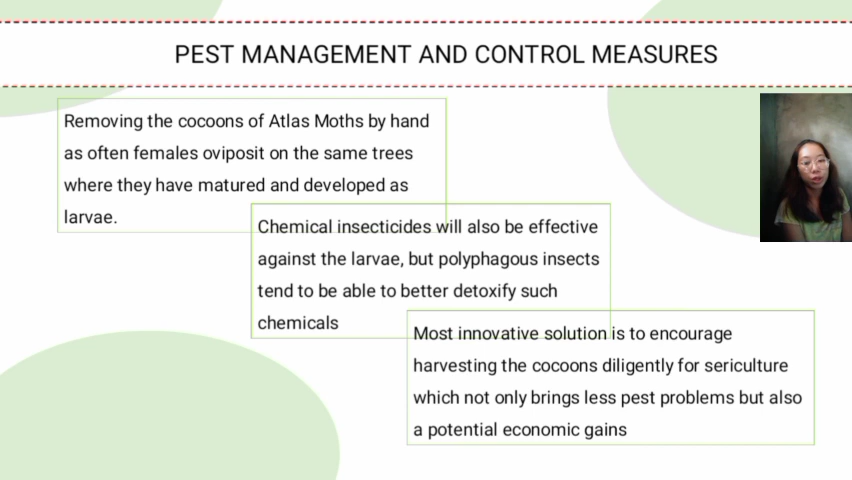 PEST MANAGEMENT AND CONTROL MEASURES
Removing the cocoons of Atlas Moths by hand
as often females oviposit on the same trees
where they have matured and developed as
larvae.
Chemical insecticides will also be effective
against the larvae, but polyphagous insects
tend to be able to better detoxify such
chemicals
Most innovative solution is to encourage
harvesting the cocoons diligently for sericulture
which not only brings less pest problems but also
a potential economic gains